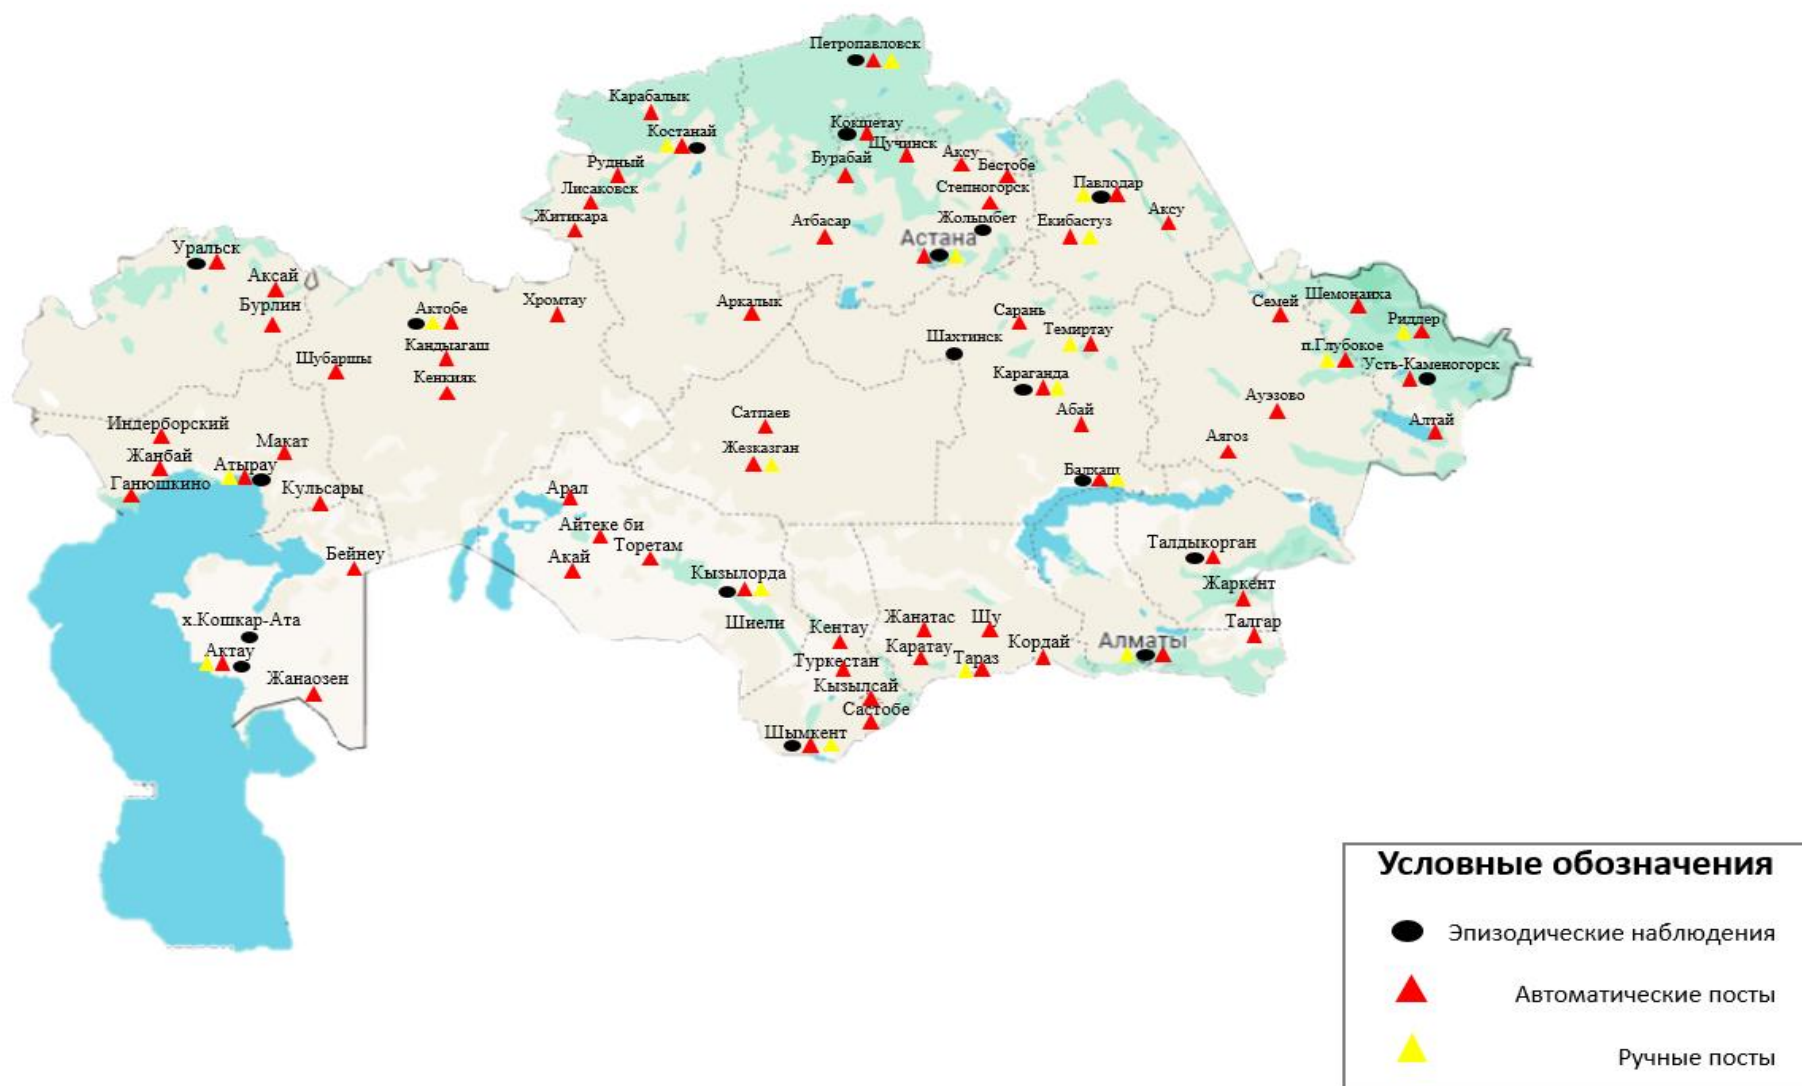 Петропавловск
Карабалык
Костанай
Кокшетау
Щучинск
Рудный
Бурабай
Аксу
Бестобе
Лисаковск
Степногорск
Павлодар
Житикара
Атбасар
Жолымбет
Екибастуз
Аксу
Астана
Уральск
Аксай
Бурлин
Актобе
Хромтау
Аркалык
Сарань
Семей
Шемонаиха
Риддер
Кандыагаш
Шахтинск
Темиртау
п.Глубокое
Шубаршы
Кенкияк
Караганда
Усть-Каменогорск
Ауэзово
Сатпаев
Абай
Алтай
Индерборский
Макат
Жезказган
Аягоз
Жанбай
Атырау
Балхаш
Ганюшкино
Кульсары
Арал
Айтеке би
Торетам
Талдыкорган
Бейнеу
Акай
Кызылорда
Жаркент
х.Кошкар-Ата
Шиели
Кентау
Жанатас
Шу
Талгар
Актау
Каратау
Тараз
Кордай
Алматы
Туркестан
Жанаозен
Кызылсай
Састобе
Шымкент
Условные обозначения
Эпизодические наблюдения
Автоматические посты
Ручные посты